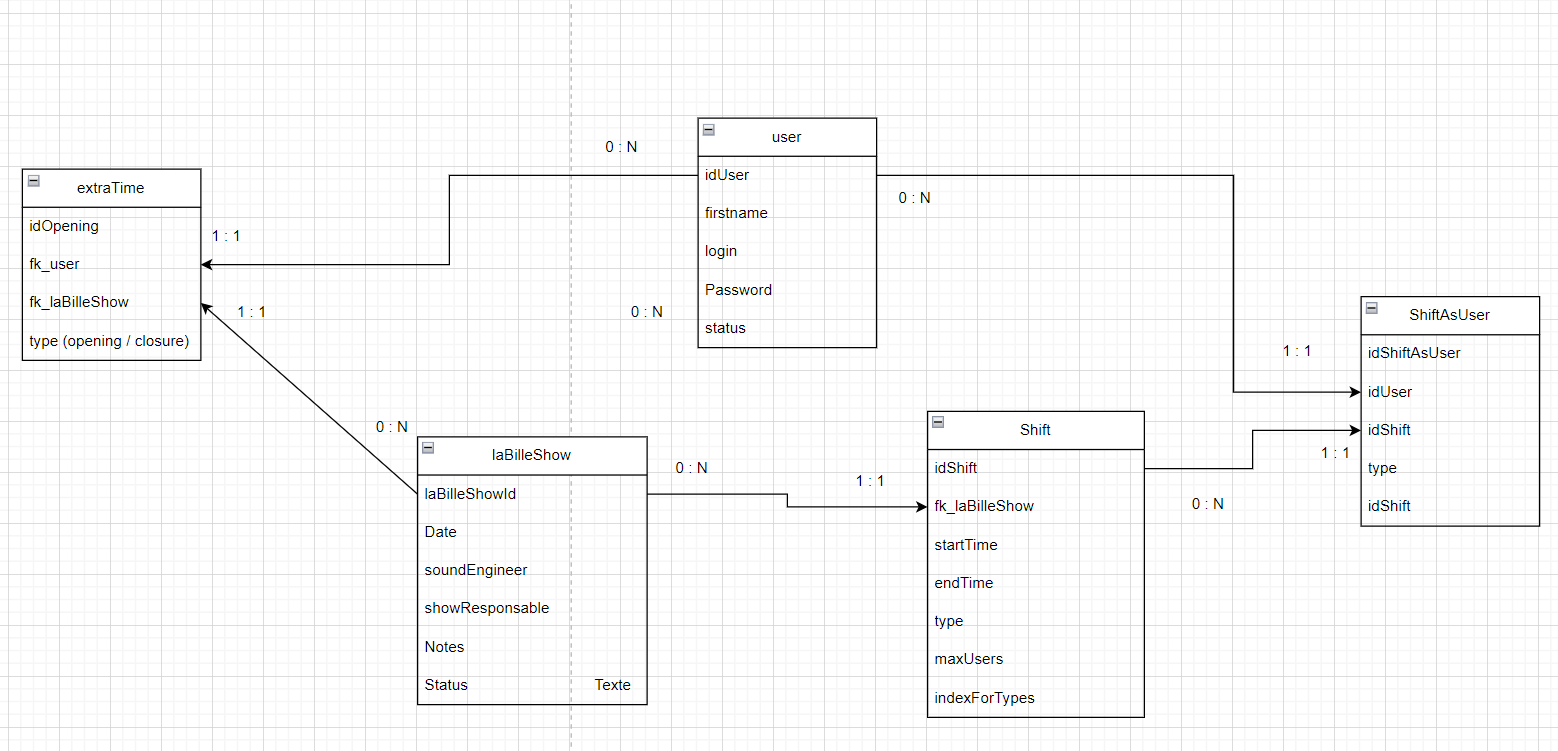 extraTime
idOpening
fk_user
fk_laBilleShow
type (opening / closure)
1 : 1
1 : 1
0 : N
user
idUser
firstname
login
Password
status
0 : N
0 : N
0 : N
laBilleShow
laBilleShowId
Date
soundEngineer
showResponsable
Notes
Status
Texte
0 : N
1 : 1
Shift
idShift
fk_laBilleShow
startTime
endTime
type
maxUsers
indexForTypes
0 : N
1 : 1
1 : 1
ShiftAsUser
idShiftAsUser
idUser
idShift
type
idShift